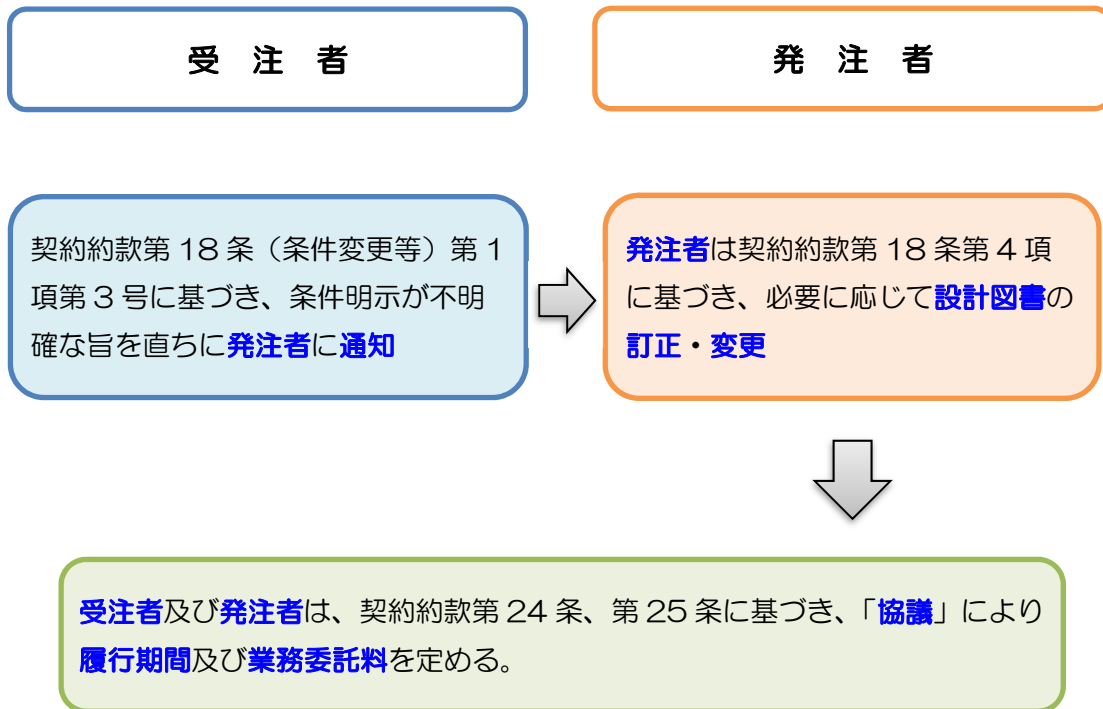 受 注 者
発 注 者
契約約款第 18 条（条件変更等）第 1
項第 3 号に基づき、条件明示が不明
確な旨を直ちに発注者に通知
発注者は契約約款第 18 条第 4 項
に基づき、必要に応じて設計図書の
訂正・変更
受注者及び発注者は、契約約款第 24 条、第 25 条に基づき、「協議」により
履行期間及び業務委託料を定める。